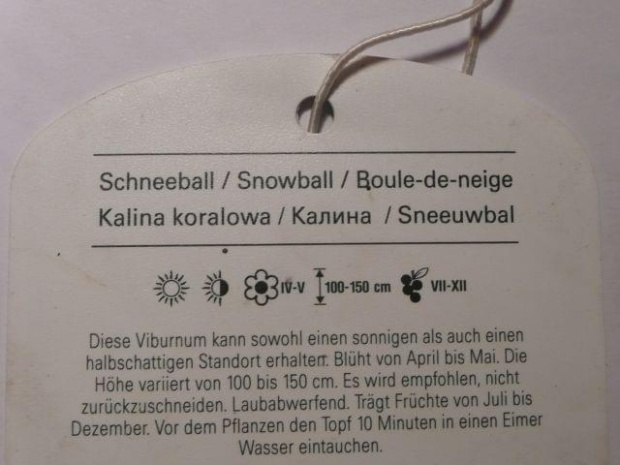 Schneeball / Snowball / Boule-de-neige
Kalina koralowa / Калина / Sneeuwbal
IV-V 100-150 cm VII-XII
Diese Viburnum kann sowohl einen sonnigen als auch einen
halbschattigen Standort erhalten. Blüht von April bis Mai. Die
Höhe variiert von 100 bis 150 cm. Es wird empfohlen, nicht
zurückzuschneiden. Laubabwerfend. Trägt Früchte von Juli bis
Dezember. Vor dem Pflanzen den Topf 10 Minuten in einen Eimer
Wasser eintauchen.